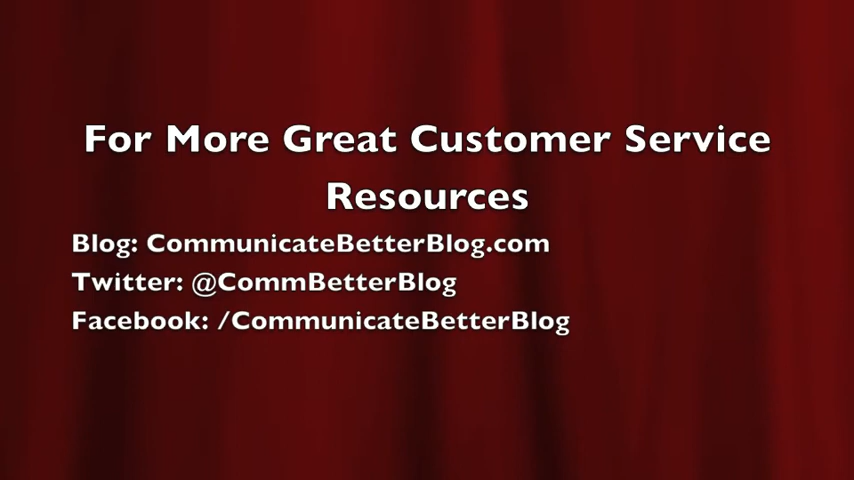 For More Great Customer Service
Resources
Blog: CommunicateBetterBlog.com
Twitter: @CommBetterBlog
Facebook: /CommunicateBetterBlog